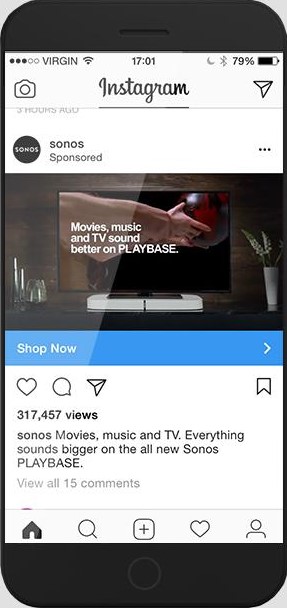 VIRGIN 17:01 79%
Instagram
3 HOURS AGO
SONOS
sonos
Sponsored
Movies, music
and TV sound
better on PLAYBASE.
Shop Now
317,457 views
sonos Movies, music and TV. Everything
sounds bigger on the all new Sonos
PLAYBASE.
View all 15 comments